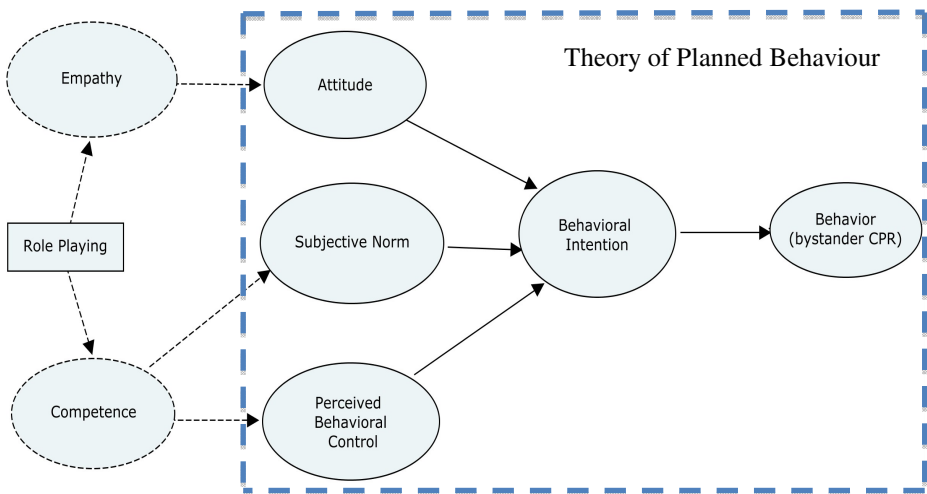 Theory of Planned Behaviour
Empathy
Attitude
Role Playing
Subjective Norm
Behavioral
Intention
Behavior
(bystander CPR)
Competence
Perceived
Behavioral
Control